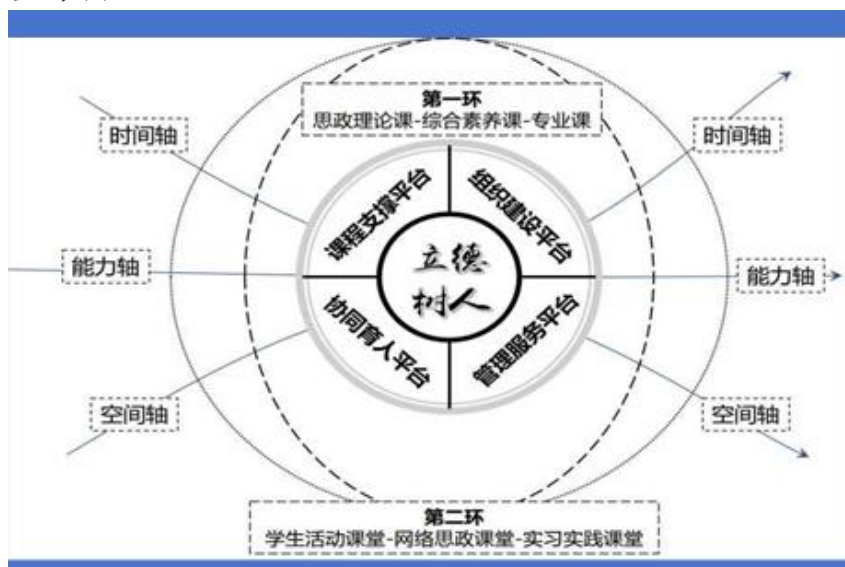 第一环
思政理论课-综合素养课-专业课
时间轴
时间轴
课程支撑平台
组织建设平台
能力轴
立德
树人
能力轴
协同育人平台
管理服务平台
空间轴
空间轴
第二环
学生活动课堂-网络思政课堂-实习实践课堂